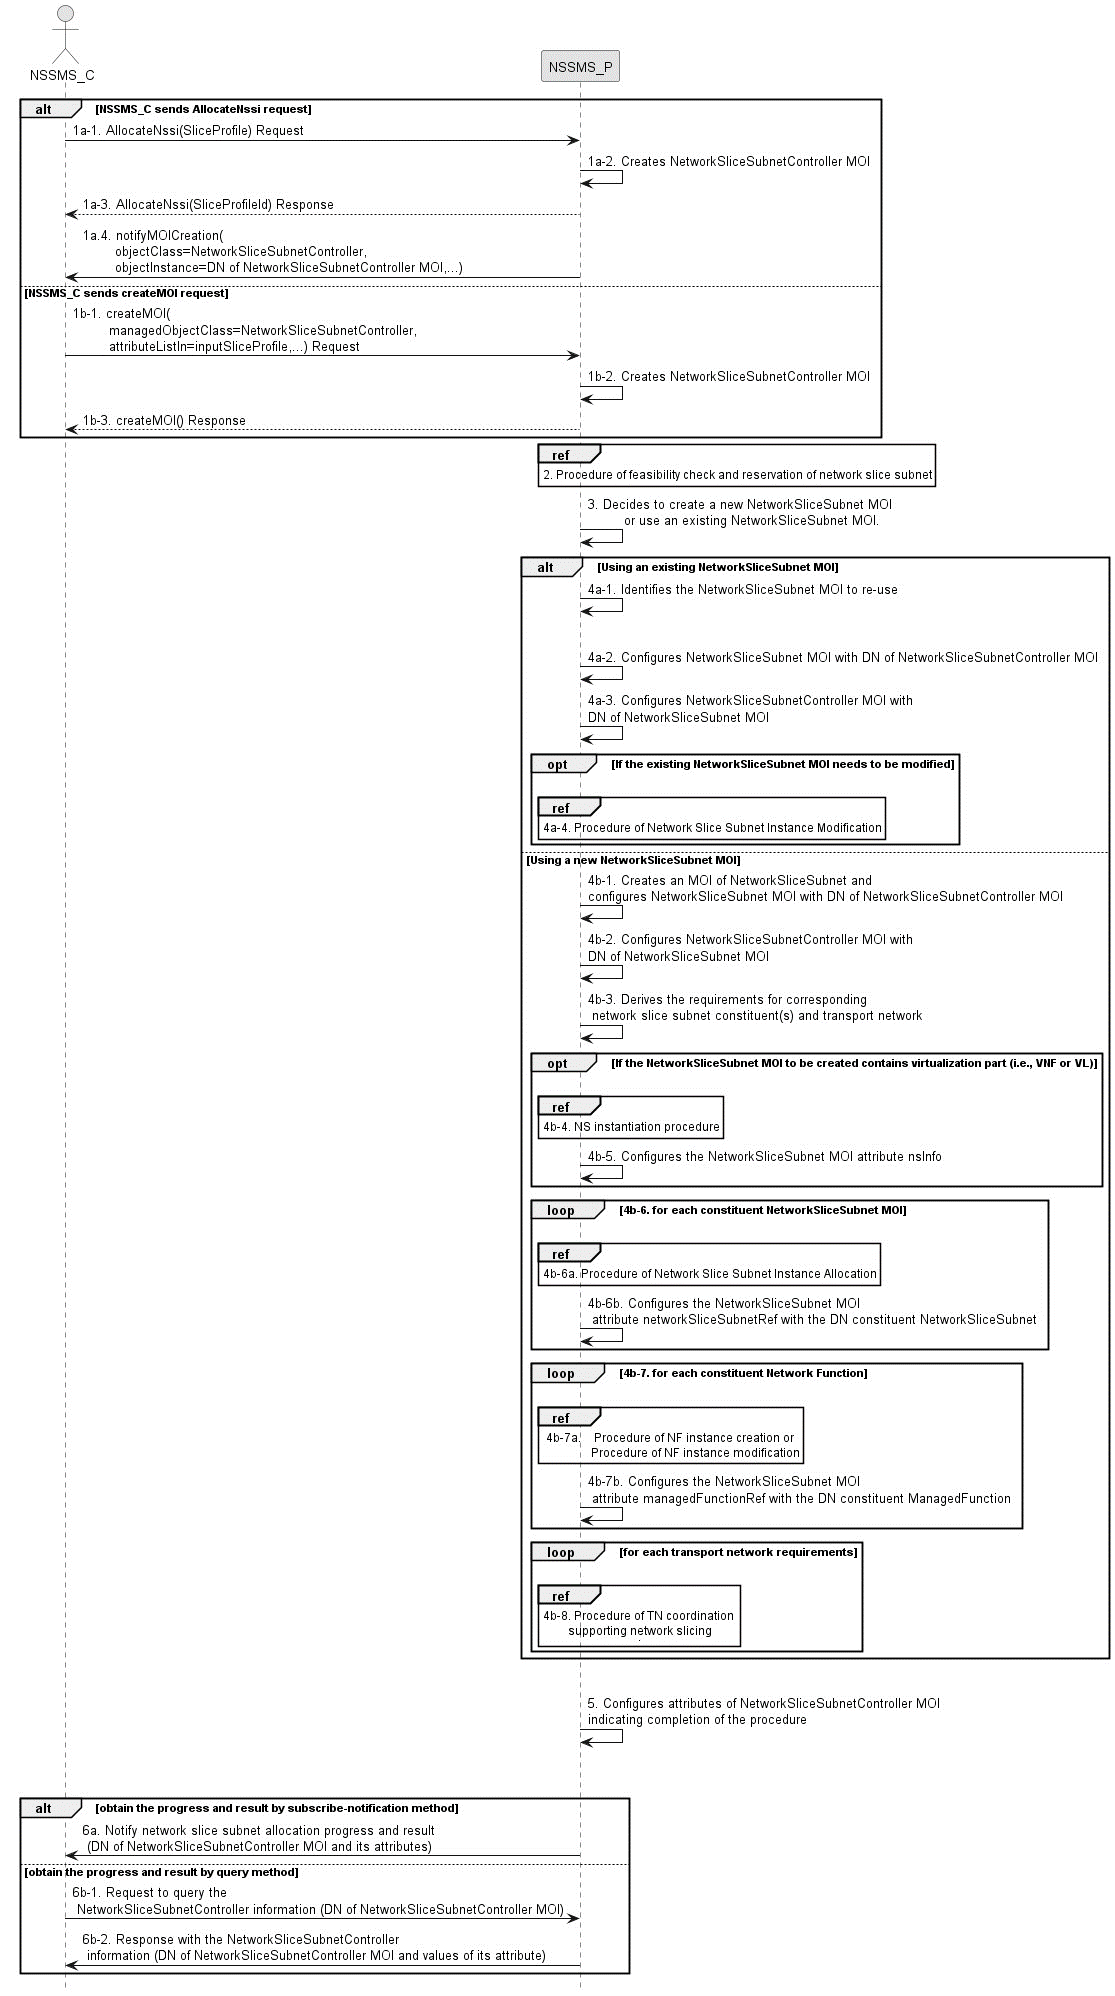 NSSMS_C
NSSMS_P
alt [NSSMS_C sends AllocateNssi request]
1a-1. AllocateNssi(SliceProfile) Request
1a-2. Creates NetworkSliceSubnetController MOI
1a-3. AllocateNssi(SliceProfileId) Response
1a.4. notifyMOICreation(
objectClass=NetworkSliceSubnetController,
objectInstance=DN of NetworkSliceSubnetController MOI,...)
[NSSMS_C sends createMOI request]
1b-1. createMOI(
managedObjectClass=NetworkSliceSubnetController,
attributeListIn=inputSliceProfile,...) Request
1b-2. Creates NetworkSliceSubnetController MOI
1b-3. createMOI() Response
ref
2. Procedure of feasibility check and reservation of network slice subnet
3. Decides to create a new NetworkSliceSubnet MOI
or use an existing NetworkSliceSubnet MOI.
alt [Using an existing NetworkSliceSubnet MOI]
4a-1. Identifies the NetworkSliceSubnet MOI to re-use
4a-2. Configures NetworkSliceSubnet MOI with DN of NetworkSliceSubnetController MOI
4a-3. Configures NetworkSliceSubnetController MOI with
DN of NetworkSliceSubnet MOI
opt [If the existing NetworkSliceSubnet MOI needs to be modified]
ref
4a-4. Procedure of Network Slice Subnet Instance Modification
[Using a new NetworkSliceSubnet MOI]
4b-1. Creates an MOI of NetworkSliceSubnet and
configures NetworkSliceSubnet MOI with DN of NetworkSliceSubnetController MOI
4b-2. Configures NetworkSliceSubnetController MOI with
DN of NetworkSliceSubnet MOI
4b-3. Derives the requirements for corresponding
network slice subnet constituent(s) and transport network
opt [If the NetworkSliceSubnet MOI to be created contains virtualization part (i.e., VNF or VL)]
ref
4b-4. NS instantiation procedure
4b-5. Configures the NetworkSliceSubnet MOI attribute nsInfo
loop [4b-6. for each constituent NetworkSliceSubnet MOI]
ref
4b-6a. Procedure of Network Slice Subnet Instance Allocation
4b-6b. Configures the NetworkSliceSubnet MOI
attribute networkSliceSubnetRef with the DN constituent NetworkSliceSubnet
loop [4b-7. for each constituent Network Function]
ref
4b-7a. Procedure of NF instance creation or
Procedure of NF instance modification
4b-7b. Configures the NetworkSliceSubnet MOI
attribute managedFunctionRef with the DN constituent ManagedFunction
loop [for each transport network requirements]
ref
4b-8. Procedure of TN coordination
supporting network slicing
.
5. Configures attributes of NetworkSliceSubnetController MOI
indicating completion of the procedure
alt [obtain the progress and result by subscribe-notification method]
6a. Notify network slice subnet allocation progress and result
(DN of NetworkSliceSubnetController MOI and its attributes)
[obtain the progress and result by query method]
6b-1. Request to query the
NetworkSliceSubnetController information (DN of NetworkSliceSubnetController MOI)
6b-2. Response with the NetworkSliceSubnetController
information (DN of NetworkSliceSubnetController MOI and values of its attribute)